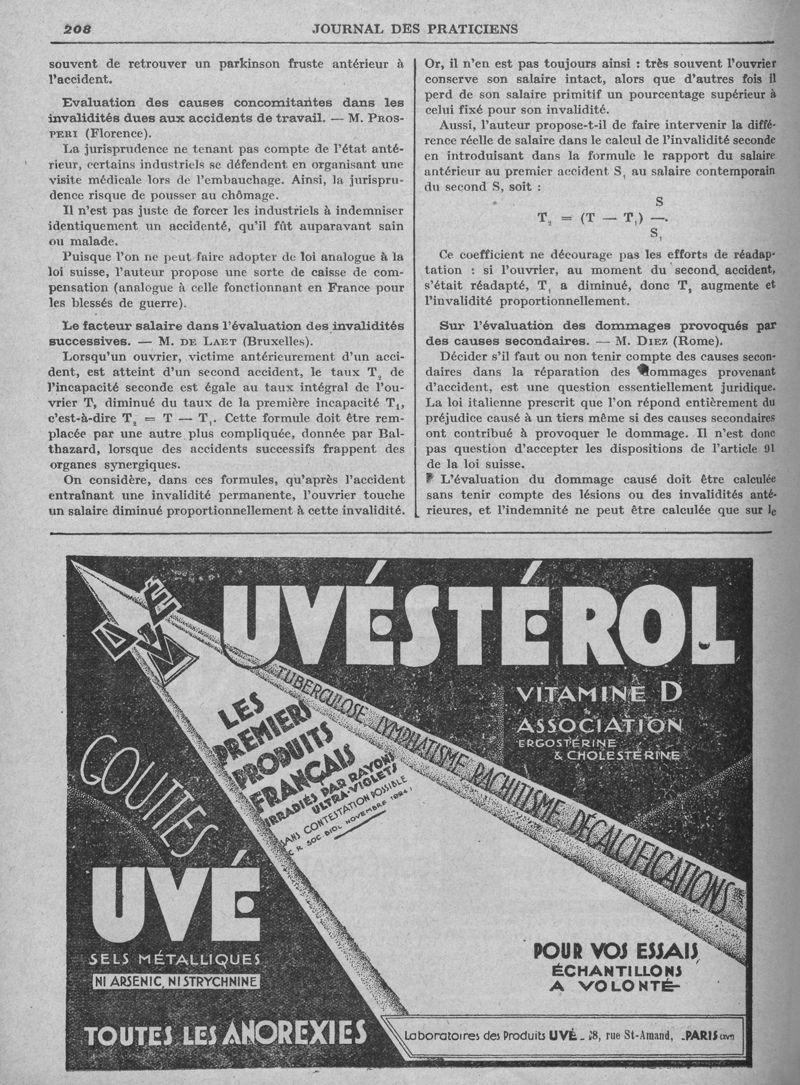 208
JOURNAL DES PRATICIENS
souvent de retrouver un parkinson fruste antérieur à
l'accident.
Evaluation des causes concomitantes dans les
invalidités dues aux accidents de travail. — M. PROS-
PERI (Florence).
La jurisprudence ne tenant pas compte de l'état anté-
rieur, certains industriels se défendent en organisant une
visite médicale lors de l'embauchage. Ainsi, la jurispru-
dence risque de pousser au chômage.
Il n'est pas juste de forcer les industriels à indemniser
identiquement un accidenté, qu'il fût auparavant sain
ou malade.
Puisque l'on ne peut faire adopter de loi analogue à la
loi suisse, l'auteur propose une sorte de caisse de com-
pensation (analogue à celle fonctionnant en France pour
les blessés de guerre).
Le facteur salaire dans l'évaluation des invalidités
successives. — M. DE LAET (Bruxelles).
Lorsqu'un ouvrier, victime antérieurement d'un acci-
dent, est atteint d'un second accident, le taux T₂ de
l'incapacité seconde est égale au taux intégral de l'ou-
vrier T, diminué du taux de la première incapacité T₁,
c'est-à-dire T₂ = T — T₁. Cette formule doit être rem-
placée par une autre plus compliquée, donnée par Bal-
thazard, lorsque des accidents successifs frappent des
organes synergiques.
On considère, dans ces formules, qu'après l'accident
entraînant une invalidité permanente, l'ouvrier touche
un salaire diminué proportionnellement à cette invalidité.
Or, il n'en est pas toujours ainsi : très souvent l'ouvrier
conserve son salaire intact, alors que d'autres fois il
perd de son salaire primitif un pourcentage supérieur à
celui fixé pour son invalidité.
Aussi, l'auteur propose-t-il de faire intervenir la diffé-
rence réelle de salaire dans le calcul de l'invalidité seconde
en introduisant dans la formule le rapport du salaire
antérieur au premier accident S₁ au salaire contemporain
du second S, soit :
S
T₂ = (T — T₁) —.
S₁
Ce coefficient ne décourage pas les efforts de réadap-
tation : si l'ouvrier, au moment du second accident,
s'était réadapté, T₁ a diminué, donc T₂ augmente et
l'invalidité proportionnellement.
Sur l'évaluation des dommages provoqués par
des causes secondaires. — M. DIEZ (Rome).
Décider s'il faut ou non tenir compte des causes secon-
daires dans la réparation des dommages provenant
d'accident, est une question essentiellement juridique.
La loi italienne prescrit que l'on répond entièrement du
préjudice causé à un tiers même si des causes secondaires
ont contribué à provoquer le dommage. Il n'est donc
pas question d'accepter les dispositions de l'article 91
de la loi suisse.
L'évaluation du dommage causé doit être calculée
sans tenir compte des lésions ou des invalidités anté-
rieures, et l'indemnité ne peut être calculée que sur le
UVÉSTÉROL
VITAMINE D
ASSOCIATION
ERGOSTÉRINE
& CHOLESTÉRINE
TUBERCULOSE LYMPHATISME RACHITISME DÉCALCIFICATIONS
LES
PREMIERS
PRODUITS
FRANÇAIS
IRRADIÉS PAR RAYONS
ULTRA-VIOLETS
SANS CONTESTATION POSSIBLE
C. R. SOC. BIOL NOVEMBRE
GOUTTES
UVÉ
SELS MÉTALLIQUES
NI ARSENIC, NI STRYCHNINE
TOUTES LES ANOREXIES
POUR VOS ESSAIS
ÉCHANTILLONS
A VOLONTÉ
Laboratoires des Produits UVÉ - rue St-Amand, - PARIS (XV)